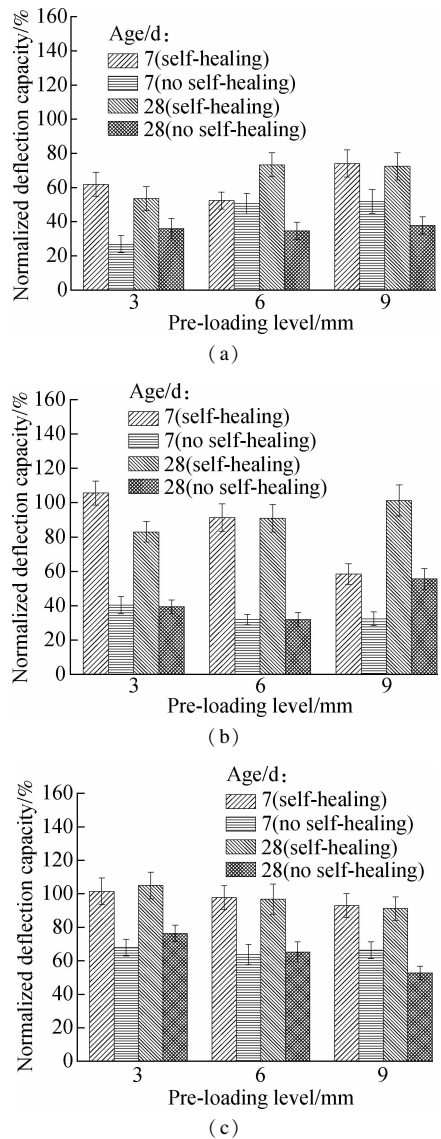 Normalized deflection capacity/%
160
140
120
100
80
60
40
20
0
Age/d:
7(self-healing)
7(no self-healing)
28(self-healing)
28(no self-healing)
3 6 9
Pre-loading level/mm
(a)
Normalized deflection capacity/%
160
140
120
100
80
60
40
20
0
Age/d:
7(self-healing)
7(no self-healing)
28(self-healing)
28(no self-healing)
3 6 9
Pre-loading level/mm
(b)
Normalized deflection capacity/%
160
140
120
100
80
60
40
20
0
Age/d:
7(self-healing)
7(no self-healing)
28(self-healing)
28(no self-healing)
3 6 9
Pre-loading level/mm
(c)